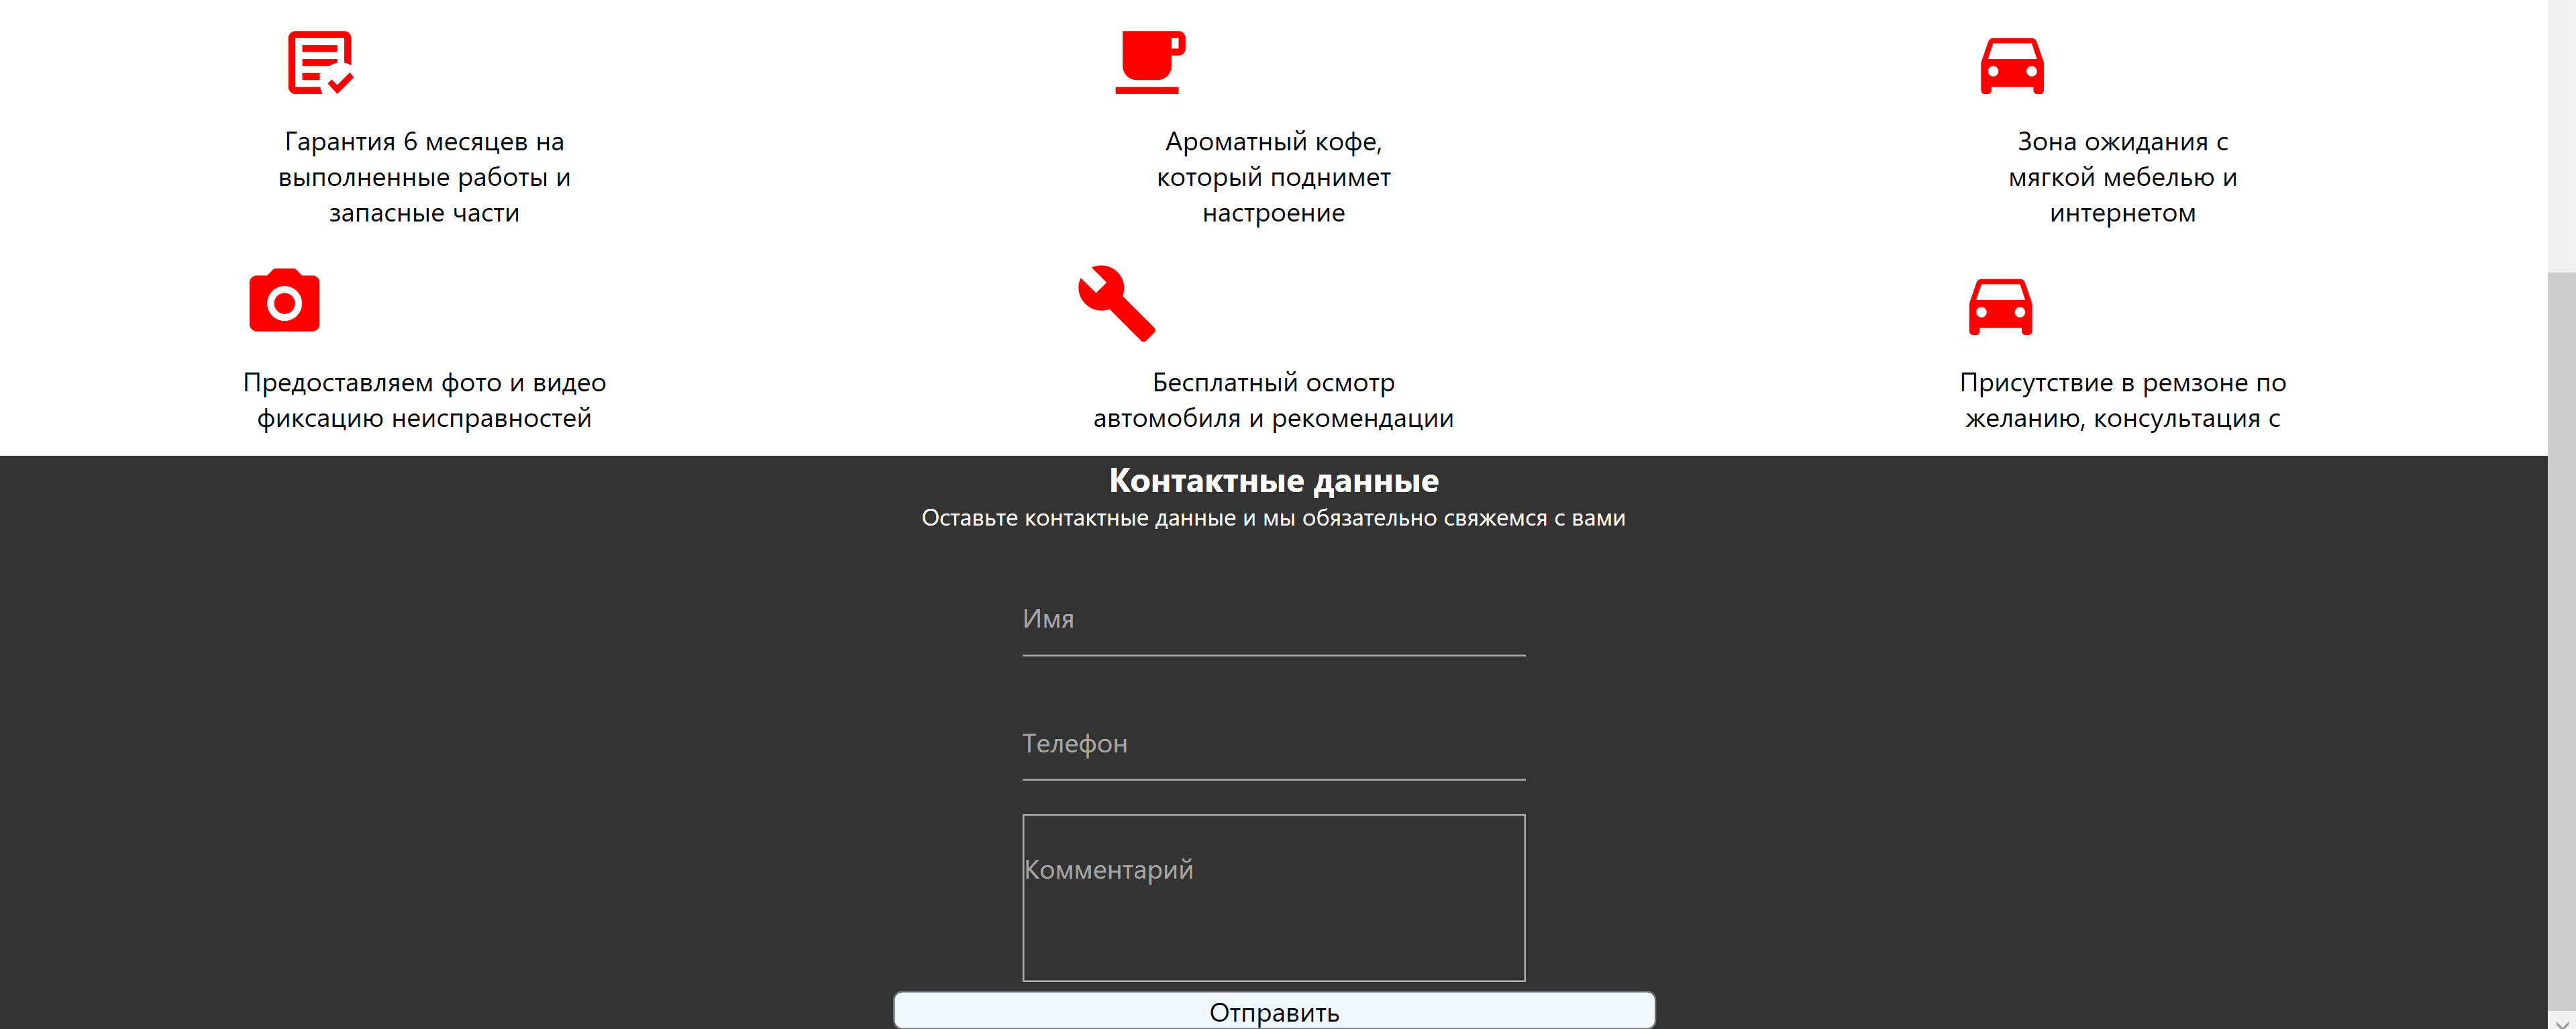 Гарантия 6 месяцев на
выполненные работы и
запасные части
Ароматный кофе,
который поднимет
настроение
Зона ожидания с
мягкой мебелью и
интернетом
Предоставляем фото и видео
фиксацию неисправностей
Бесплатный осмотр
автомобиля и рекомендации
Присутствие в ремзоне по
желанию, консультация с
Контактные данные
Оставьте контактные данные и мы обязательно свяжемся с вами
Имя
Телефон
Комментарий
Отправить